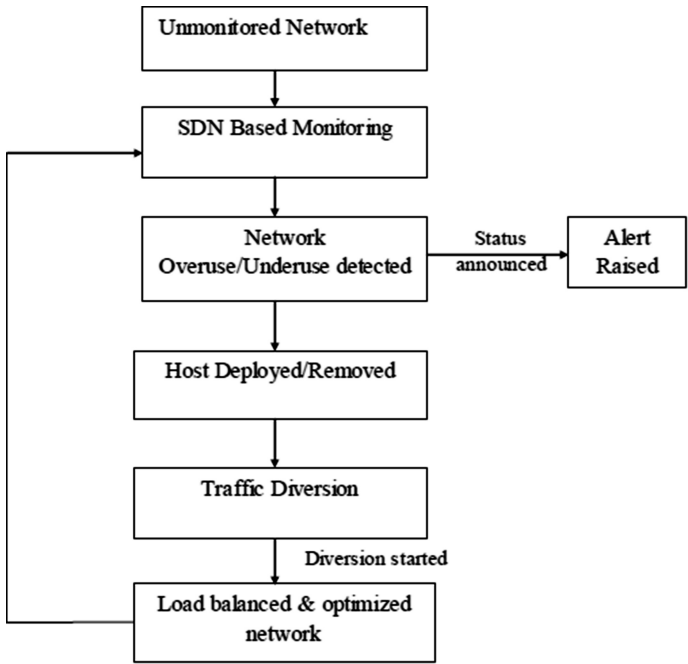 Unmonitored Network
SDN Based Monitoring
Network
Overuse/Underuse detected
Status
announced
Alert
Raised
Host Deployed/Removed
Traffic Diversion
Diversion started
Load balanced & optimized
network